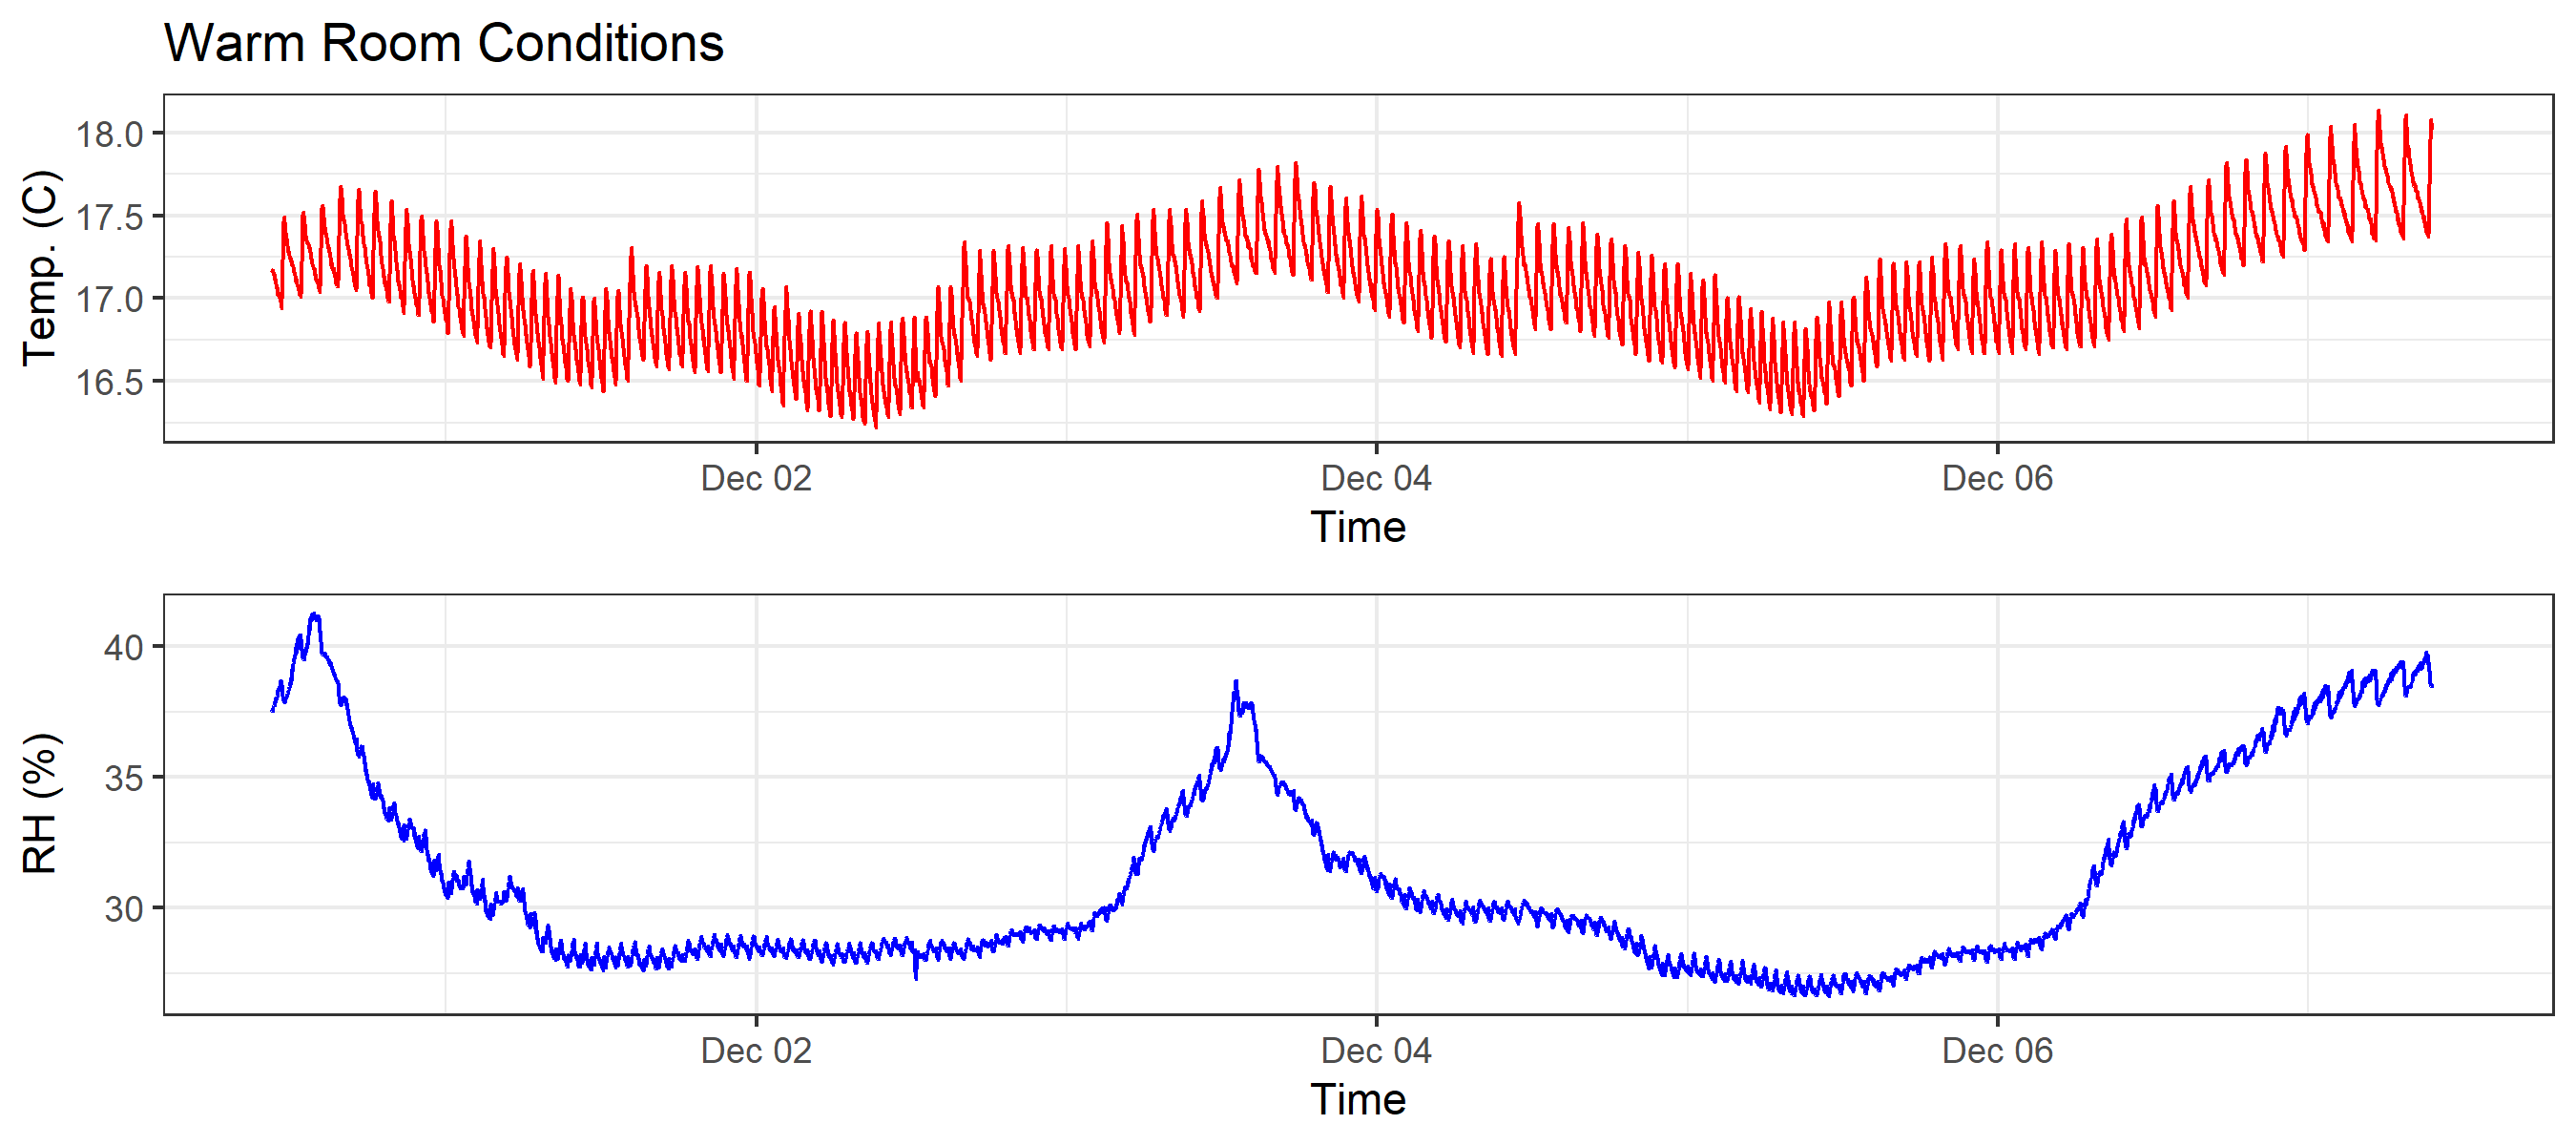 Warm Room Conditions
Temp. (C)
18.0
17.5
17.0
16.5
Dec 02 Dec 04 Dec 06
Time
RH (%)
40
35
30
Dec 02 Dec 04 Dec 06
Time